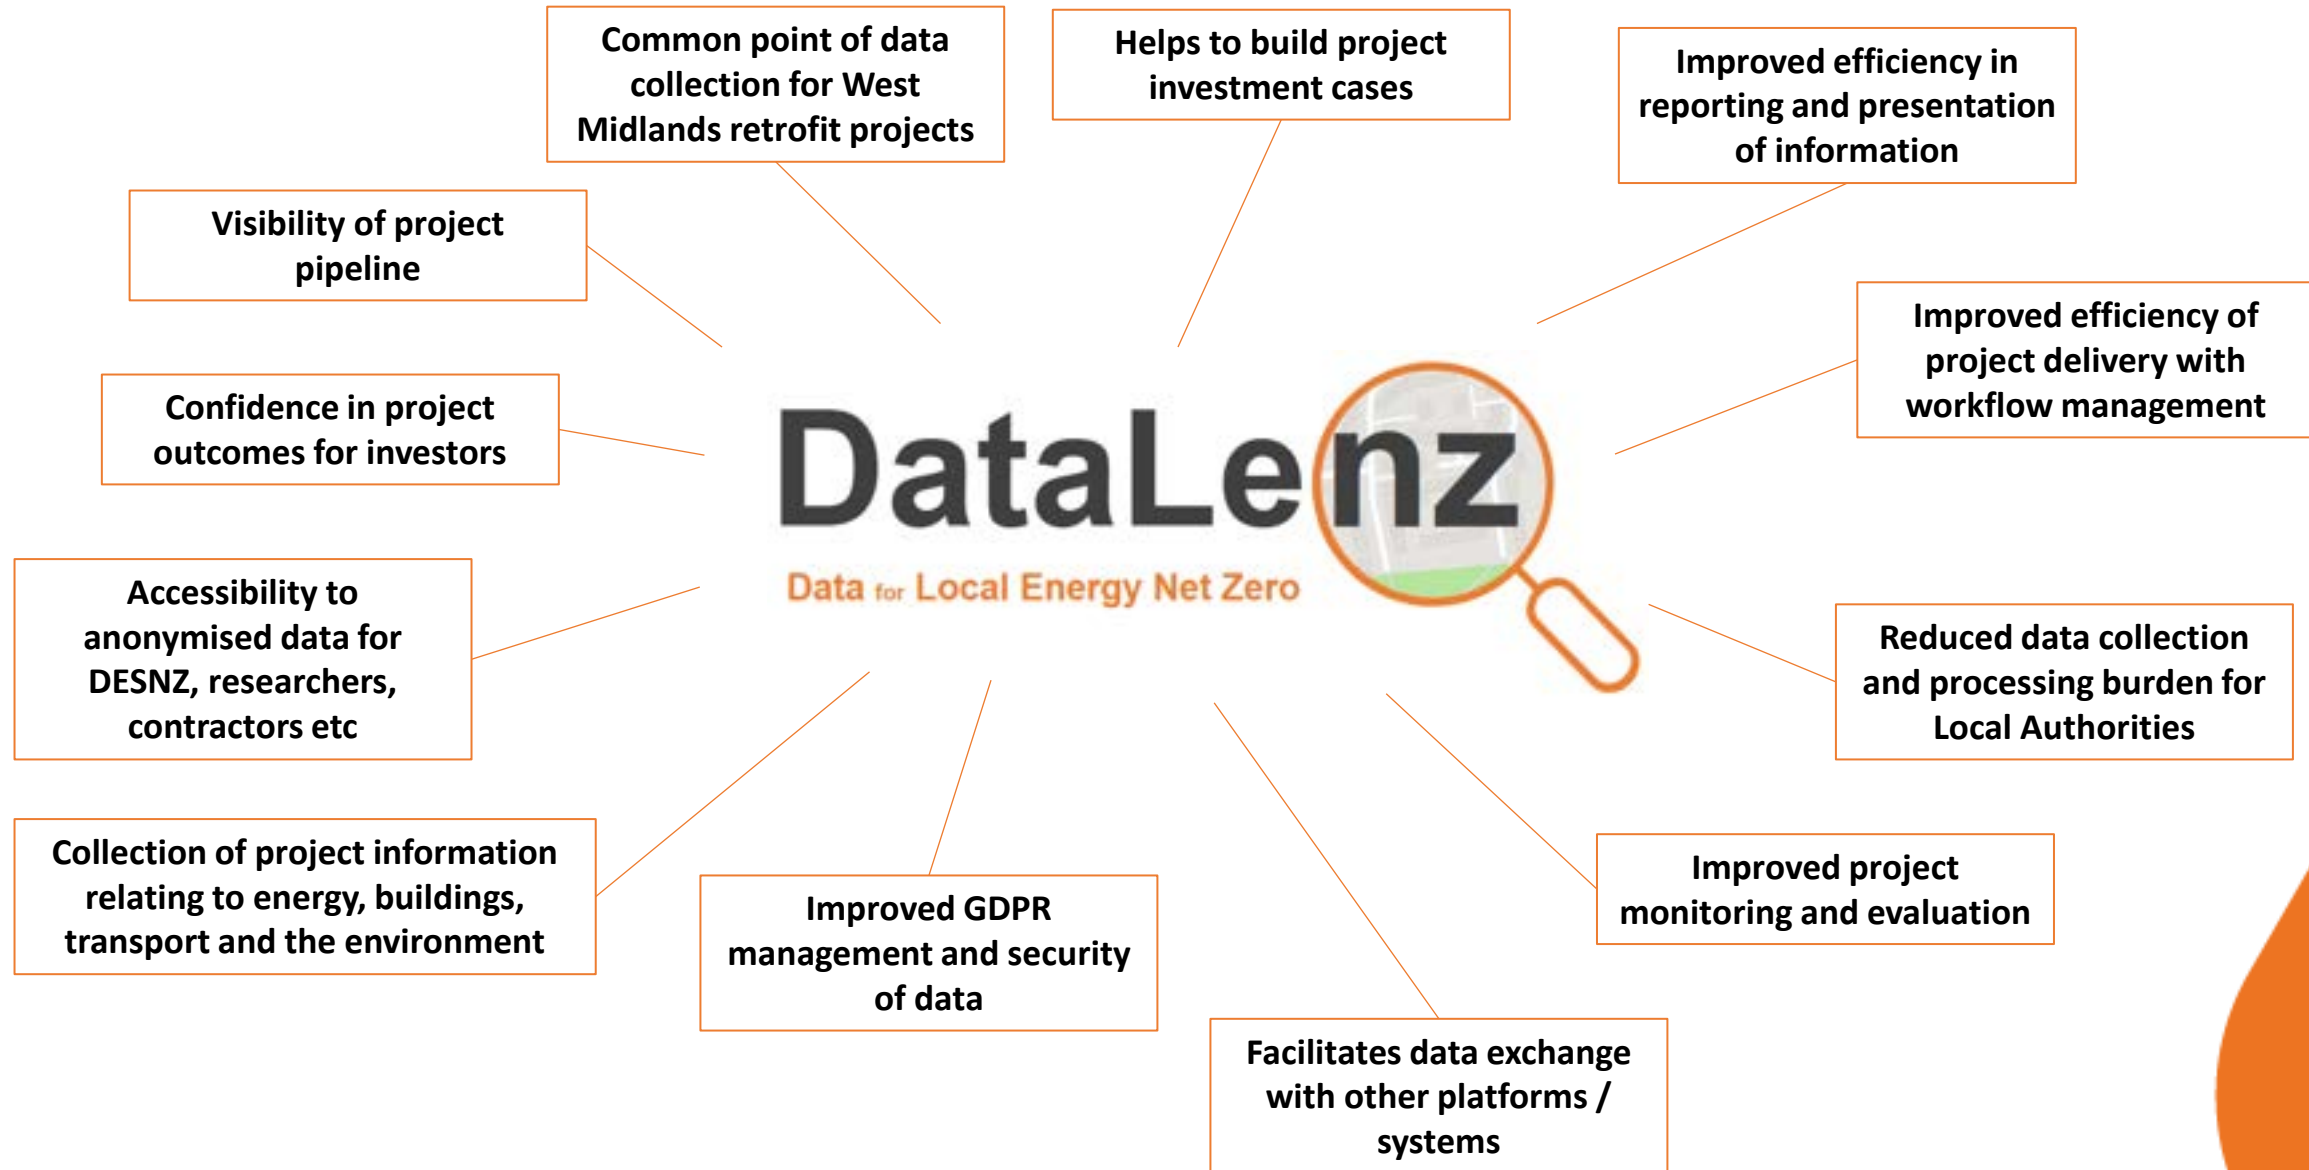 Common point of data
collection for West
Midlands retrofit projects
Helps to build project
investment cases
Improved efficiency in
reporting and presentation
of information
Visibility of project
pipeline
Improved efficiency of
project delivery with
workflow management
Confidence in project
outcomes for investors
DataLenz
Data for Local Energy Net Zero
Accessibility to
anonymised data for
DESNZ, researchers,
contractors etc
Reduced data collection
and processing burden for
Local Authorities
Collection of project information
relating to energy, buildings,
transport and the environment
Improved GDPR
management and security
of data
Improved project
monitoring and evaluation
Facilitates data exchange
with other platforms /
systems